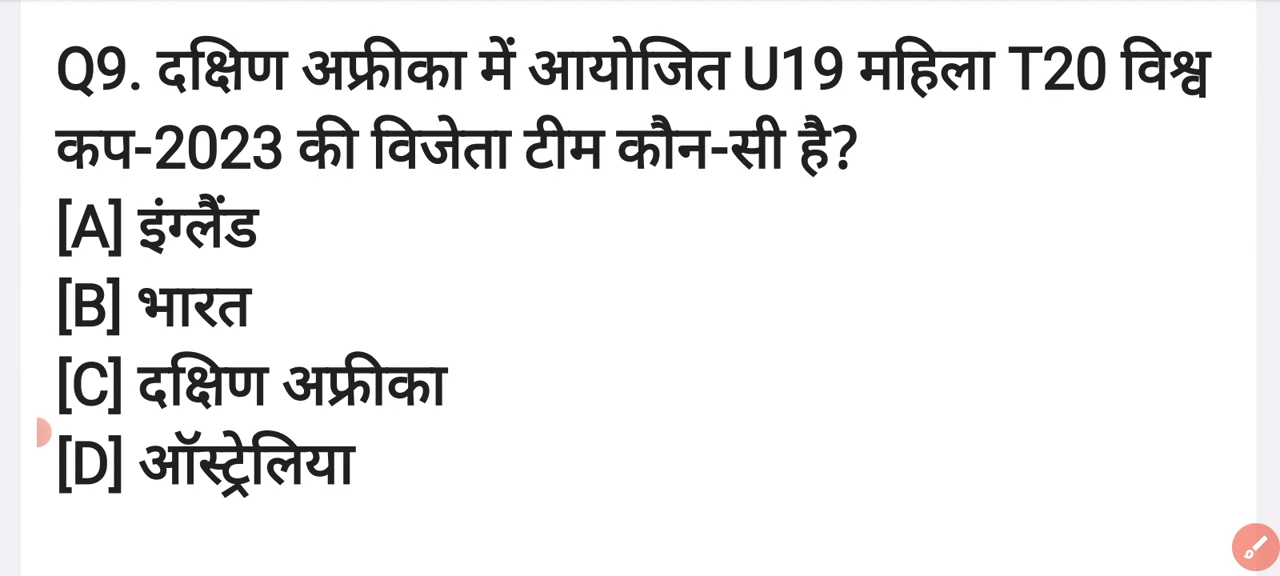 Q9. दक्षिण अफ्रीका में आयोजित U19 महिला T20 विश्व
कप-2023 की विजेता टीम कौन-सी है?
[A] इंग्लैंड
[B] भारत
[C] दक्षिण अफ्रीका
[D] ऑस्ट्रेलिया